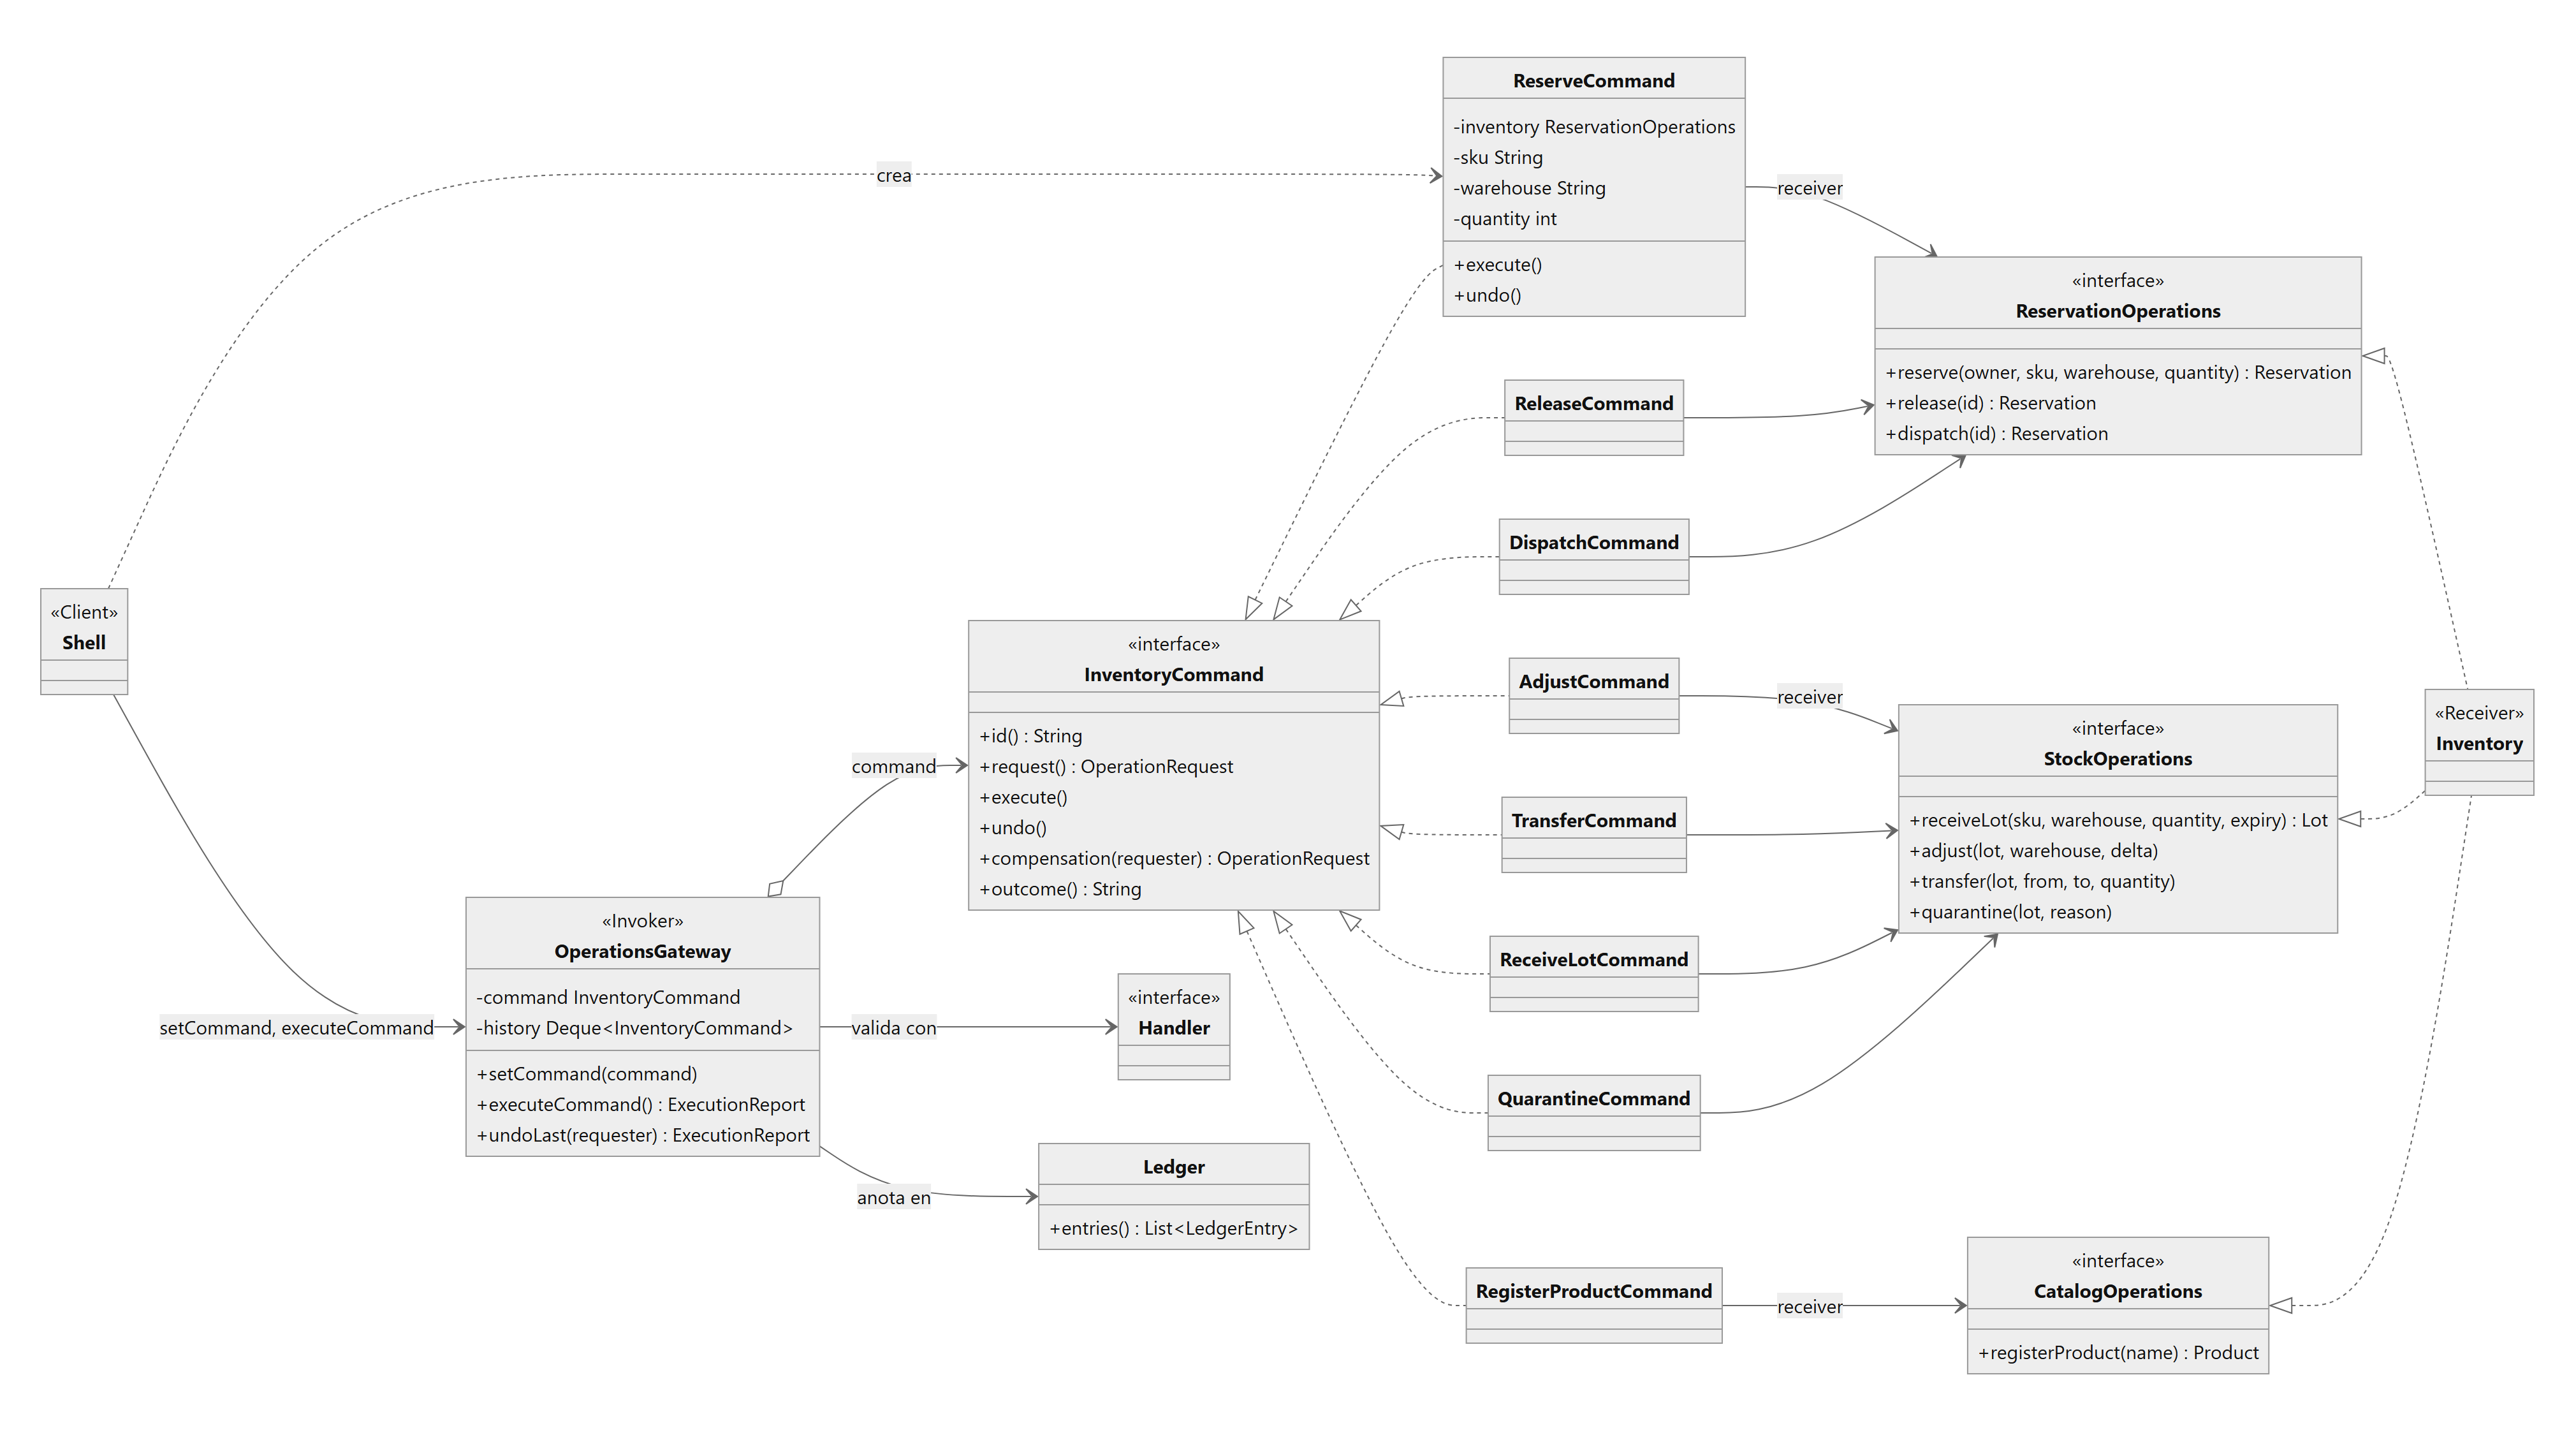 ReserveCommand
-inventory ReservationOperations
-sku String
-warehouse String
-quantity int
+execute()
+undo()
crea
receiver
«interface»
ReservationOperations
+reserve(owner, sku, warehouse, quantity) : Reservation
+release(id) : Reservation
+dispatch(id) : Reservation
ReleaseCommand
DispatchCommand
«Client»
Shell
«interface»
InventoryCommand
+id() : String
+request() : OperationRequest
+execute()
+undo()
+compensation(requester) : OperationRequest
+outcome() : String
AdjustCommand
receiver
«interface»
StockOperations
+receiveLot(sku, warehouse, quantity, expiry) : Lot
+adjust(lot, warehouse, delta)
+transfer(lot, from, to, quantity)
+quarantine(lot, reason)
«Receiver»
Inventory
command
TransferCommand
«Invoker»
OperationsGateway
-command InventoryCommand
-history Deque<InventoryCommand>
+setCommand(command)
+executeCommand() : ExecutionReport
+undoLast(requester) : ExecutionReport
setCommand, executeCommand
valida con
«interface»
Handler
ReceiveLotCommand
QuarantineCommand
anota en
Ledger
+entries() : List<LedgerEntry>
RegisterProductCommand
receiver
«interface»
CatalogOperations
+registerProduct(name) : Product